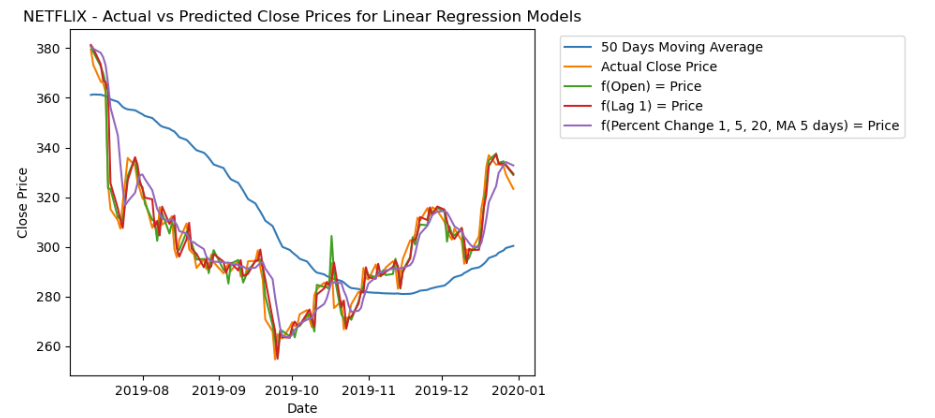 NETFLIX - Actual vs Predicted Close Prices for Linear Regression Models
380
360
340
320
300
280
260
Close Price
2019-08 2019-09 2019-10 2019-11 2019-12 2020-01
Date
50 Days Moving Average
Actual Close Price
f(Open) = Price
f(Lag 1) = Price
f(Percent Change 1, 5, 20, MA 5 days) = Price